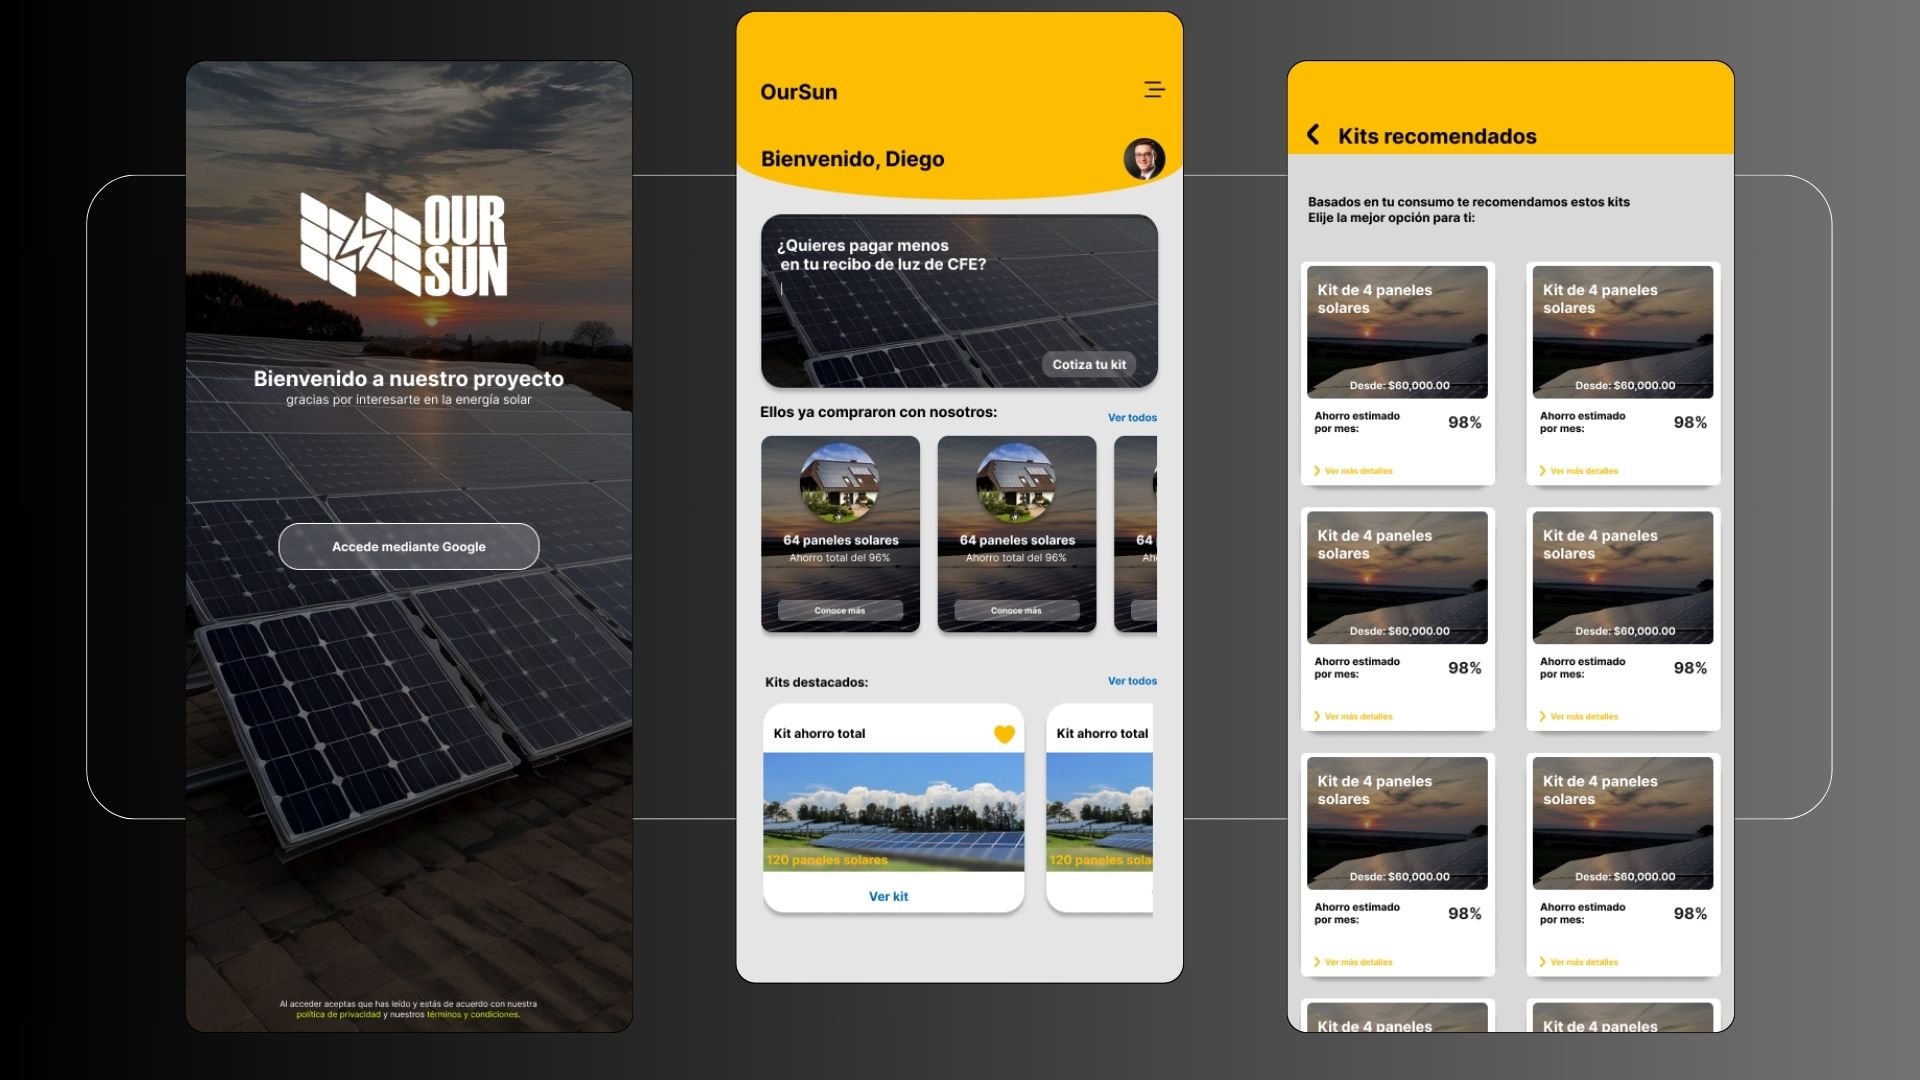 OUR
SUN
Bienvenido a nuestro proyecto
gracias por interesarte en la energía solar
Accede mediante Google
Al acceder aceptas que has leído y estás de acuerdo con nuestra
política de privacidad y nuestros términos y condiciones.
OurSun
Bienvenido, Diego
¿Quieres pagar menos
en tu recibo de luz de CFE?
Cotiza tu kit
Ellos ya compraron con nosotros:
Ver todos
64 paneles solares
Ahorro total del 96%
Conoce más
64 paneles solares
Ahorro total del 96%
Conoce más
64
Aho
Kits destacados:
Ver todos
Kit ahorro total
120 paneles solares
Ver kit
Kit ahorro total
120 paneles sola
Kits recomendados
Basados en tu consumo te recomendamos estos kits
Elije la mejor opción para ti:
Kit de 4 paneles
solares
Desde: $60,000.00
Ahorro estimado
por mes:
98%
Ver más detalles
Kit de 4 paneles
solares
Desde: $60,000.00
Ahorro estimado
por mes:
98%
Ver más detalles
Kit de 4 paneles
solares
Desde: $60,000.00
Ahorro estimado
por mes:
98%
Ver más detalles
Kit de 4 paneles
solares
Desde: $60,000.00
Ahorro estimado
por mes:
98%
Ver más detalles
Kit de 4 paneles
solares
Desde: $60,000.00
Ahorro estimado
por mes:
98%
Ver más detalles
Kit de 4 paneles
solares
Desde: $60,000.00
Ahorro estimado
por mes:
98%
Ver más detalles
Kit de 4 paneles
Kit de 4 paneles